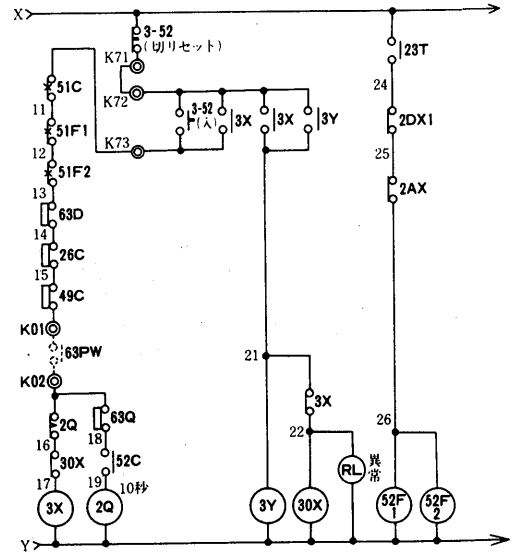 X
3-52
(切リセット)
K71
K72
K73
51C
11
51F1
12
51F2
13
63D
14
26C
15
49C
K01
63PW
K02
2Q
63Q
16
18
30X
52C
17
19
10秒
3X
2Q
3-52
(入)
3X
3X
3Y
21
3X
22
RL
異常
3Y
30X
23T
24
2DX1
25
2AX
26
52F
1
52F
2
Y